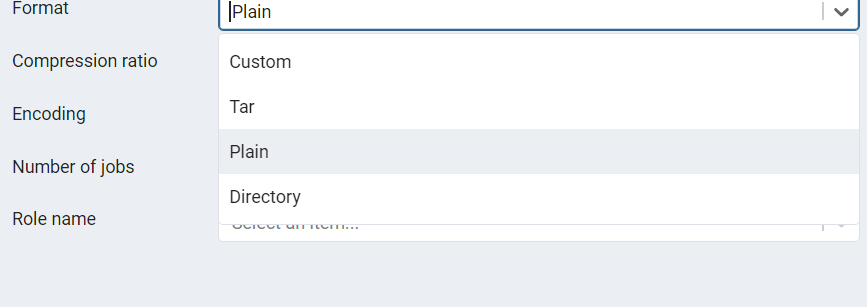 Format
Plain
Compression ratio
Custom
Tar
Encoding
Plain
Number of jobs
Directory
Role name
Select an item...